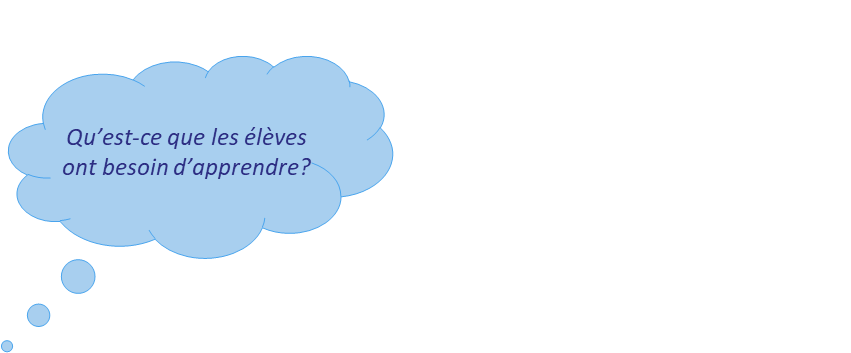 Qu’est-ce que les élèves
ont besoin d’apprendre?